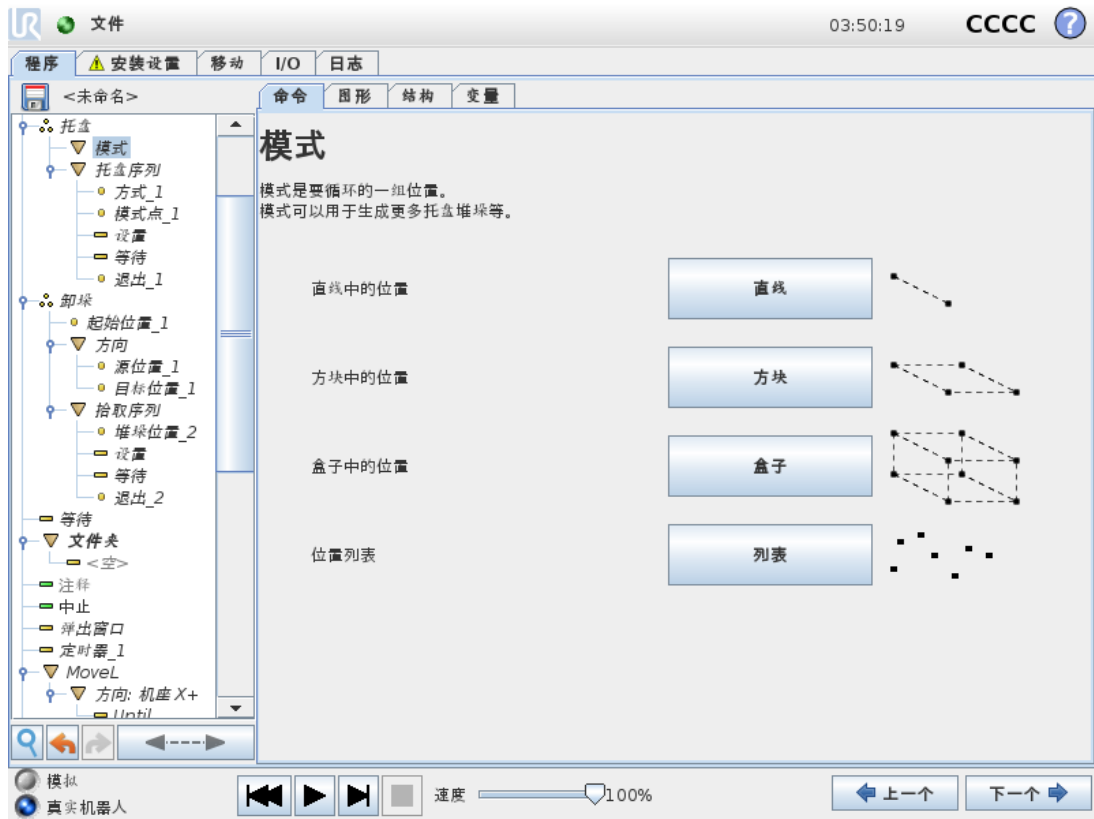 UR 文件 03:50:19 CCCC ?
程序 安装设置 移动 I/O 日志
<未命名>
命令 图形 结构 变量
托盘
模式
托盘序列
方式_1
模式点_1
设置
等待
退出_1
卸垛
起始位置_1
方向
源位置_1
目标位置_1
拾取序列
堆垛位置_2
设置
等待
退出_2
等待
文件夹
<空>
注释
中止
弹出窗口
定时器_1
MoveL
方向: 机座 X+
Until
模式
模式是要循环的一组位置。
模式可以用于生成更多托盘堆垛等。
直线中的位置 直线
方块中的位置 方块
盒子中的位置 盒子
位置列表 列表
模拟
真实机器人
速度 100%
上一个 下一个